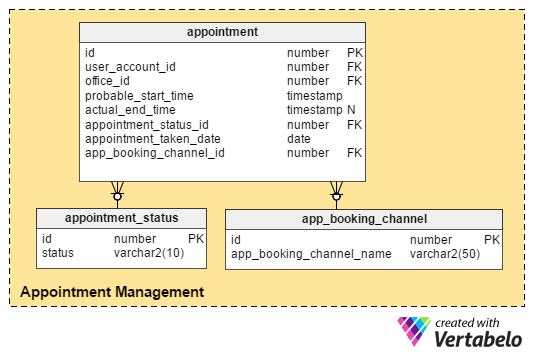 appointment
id number PK
user_account_id number FK
office_id number FK
probable_start_time timestamp
actual_end_time timestamp N
appointment_status_id number FK
appointment_taken_date date
app_booking_channel_id number FK
appointment_status
id number PK
status varchar2(10)
app_booking_channel
id number PK
app_booking_channel_name varchar2(50)
Appointment Management
created with
Vertabelo